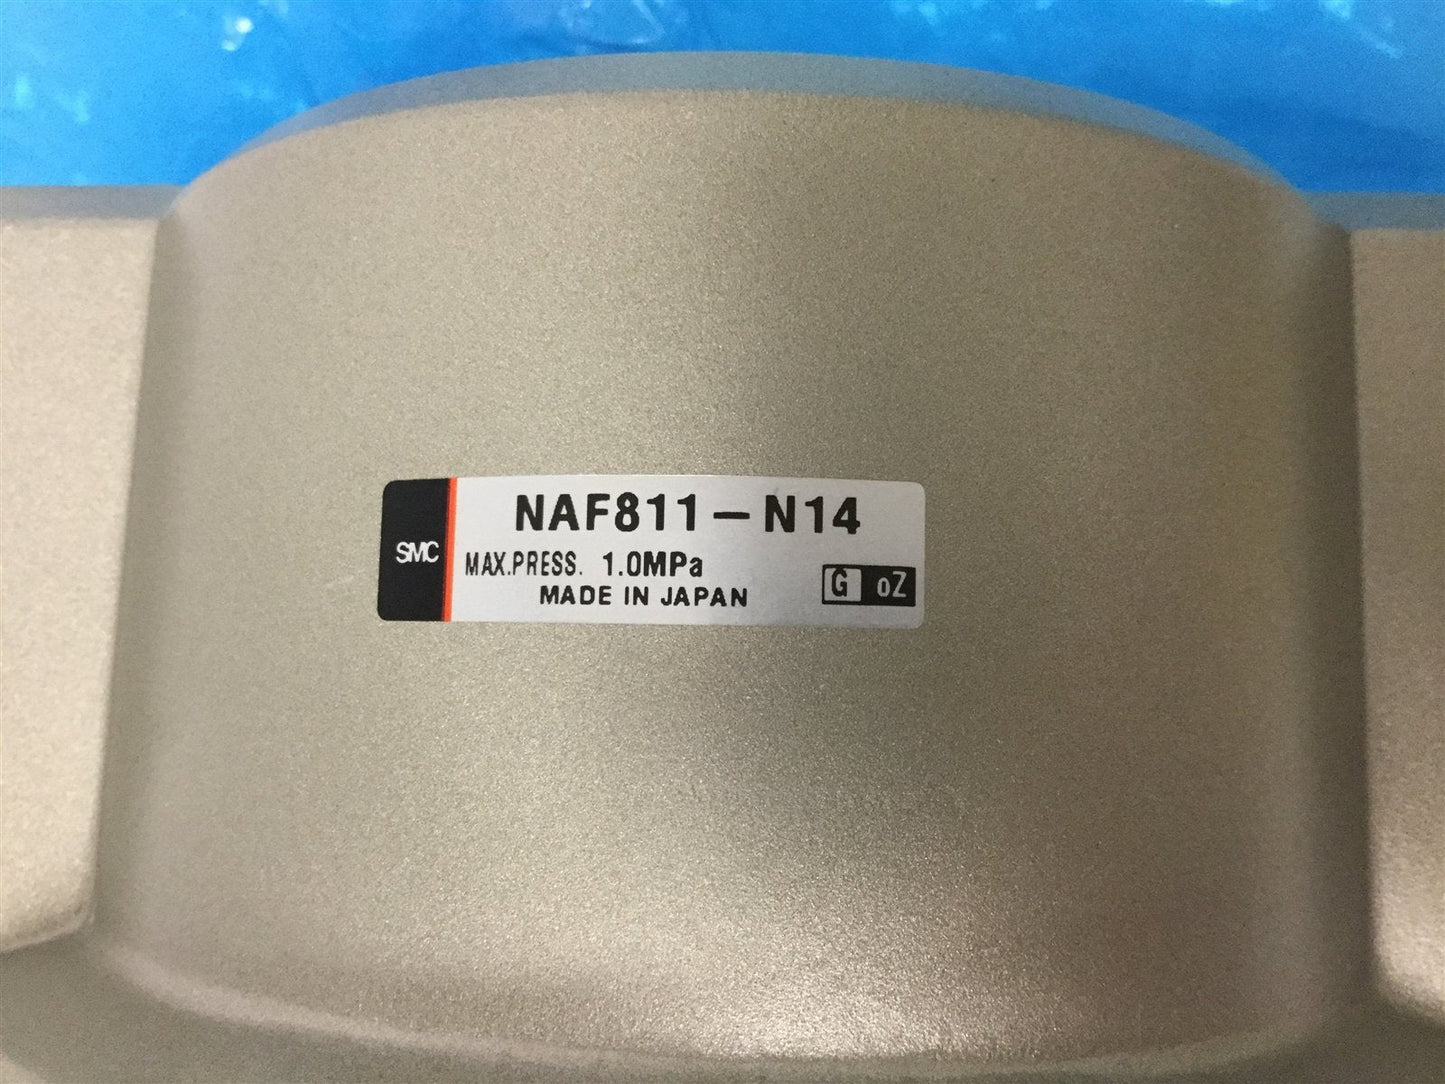 NAF811-N14
SMC
MAX.PRESS. 1.0MPa
MADE IN JAPAN
G oZ